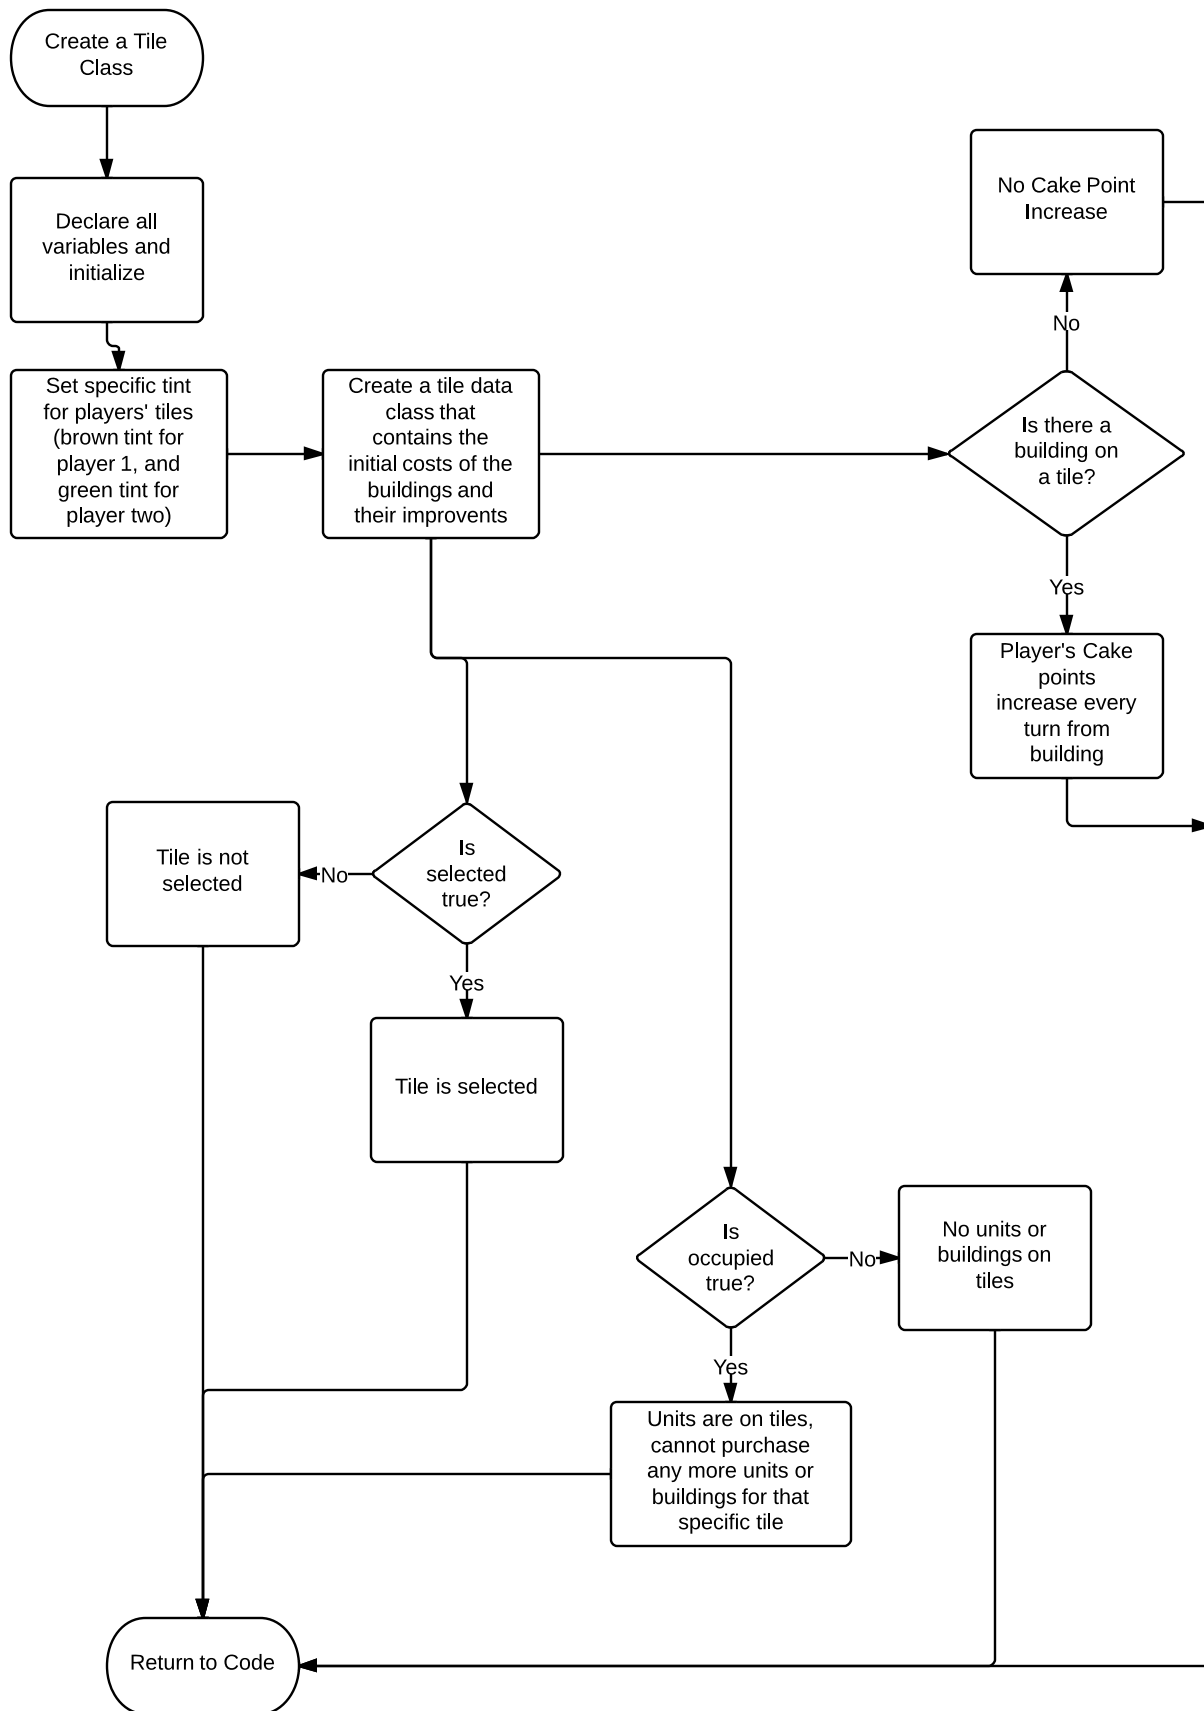 Create a Tile
Class
Declare all
variables and
initialize
Set specific tint
for players' tiles
(brown tint for
player 1, and
green tint for
player two)
Create a tile data
class that
contains the
initial costs of the
buildings and
their improvents
No Cake Point
Increase
No
Is there a
building on
a tile?
Yes
Player's Cake
points
increase every
turn from
building
Tile is not
selected
No
Is
selected
true?
Yes
Tile is selected
Is
occupied
true?
No
No units or
buildings on
tiles
Yes
Units are on tiles,
cannot purchase
any more units or
buildings for that
specific tile
Return to Code